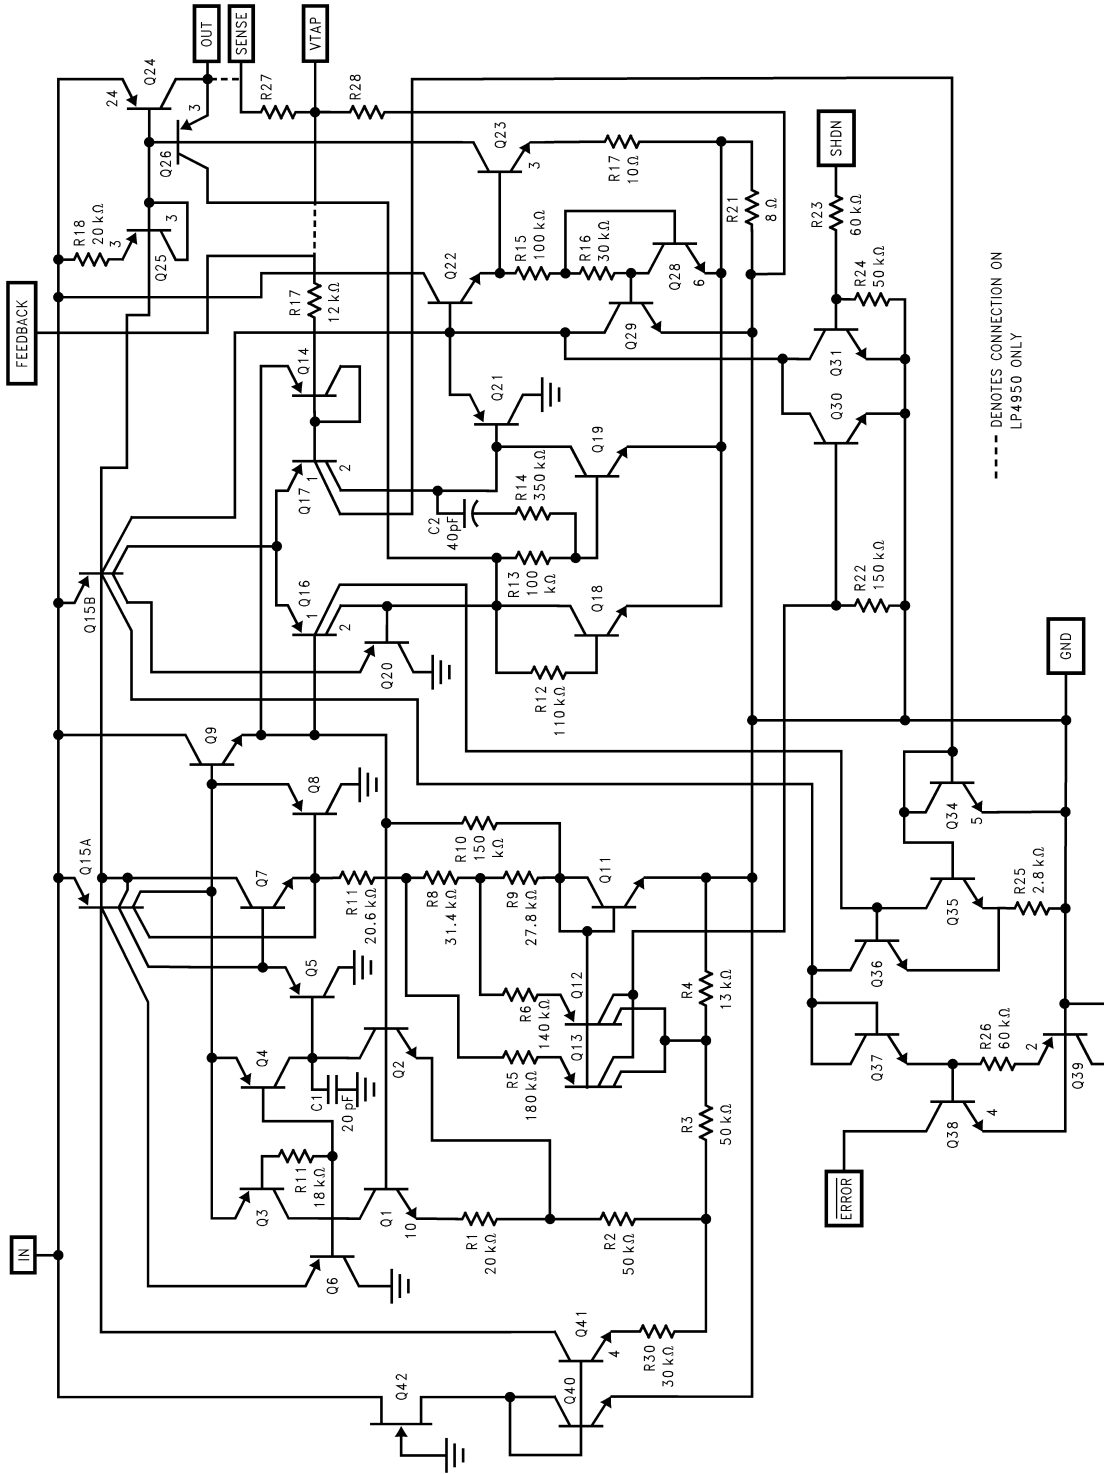 IN
FEEDBACK
Q15A
Q15B
R18
20 kΩ
3
Q25
3
24
Q24
Q26
3
OUT
SENSE
Q9
R27
Q3
Q4
Q7
Q5
Q8
R11
18 kΩ
Q6
C1
20 pF
R11
20.6 kΩ
Q16
1
2
Q17
1
2
Q14
R17
12 kΩ
VTAP
R28
Q42
Q1
10
Q2
Q20
R8
31.4 kΩ
R10
150
kΩ
C2
40pF
Q21
Q22
Q23
3
R1
20 kΩ
R5
180 kΩ
R6
140 kΩ
R9
27.8 kΩ
R12
110 kΩ
R13
100
kΩ
R14
350 kΩ
R15
100 kΩ
R16
30 kΩ
Q40
Q41
4
Q13
Q12
Q11
Q18
Q19
R2
50 kΩ
Q29
R17
10Ω
R30
30 kΩ
R3
50 kΩ
R4
13 kΩ
Q28
6
R21
8 Ω
SHDN
R23
60 kΩ
R24
50 kΩ
Q30
Q31
R22
150 kΩ
ERROR
Q37
Q36
Q35
Q34
5
Q38
4
R26
60 kΩ
2
Q39
R25
2.8 kΩ
GND
DENOTES CONNECTION ON
LP4950 ONLY